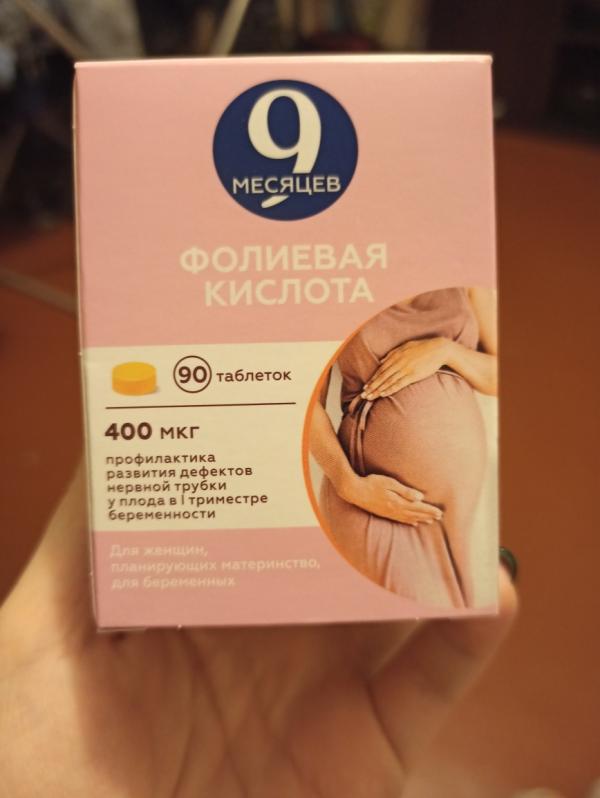 9
МЕСЯЦЕВ
ФОЛИЕВАЯ
КИСЛОТА
90 таблеток
400 мкг
профилактика
развития дефектов
нервной трубки
у плода в I триместре
беременности
Для женщин,
планирующих материнство,
для беременных